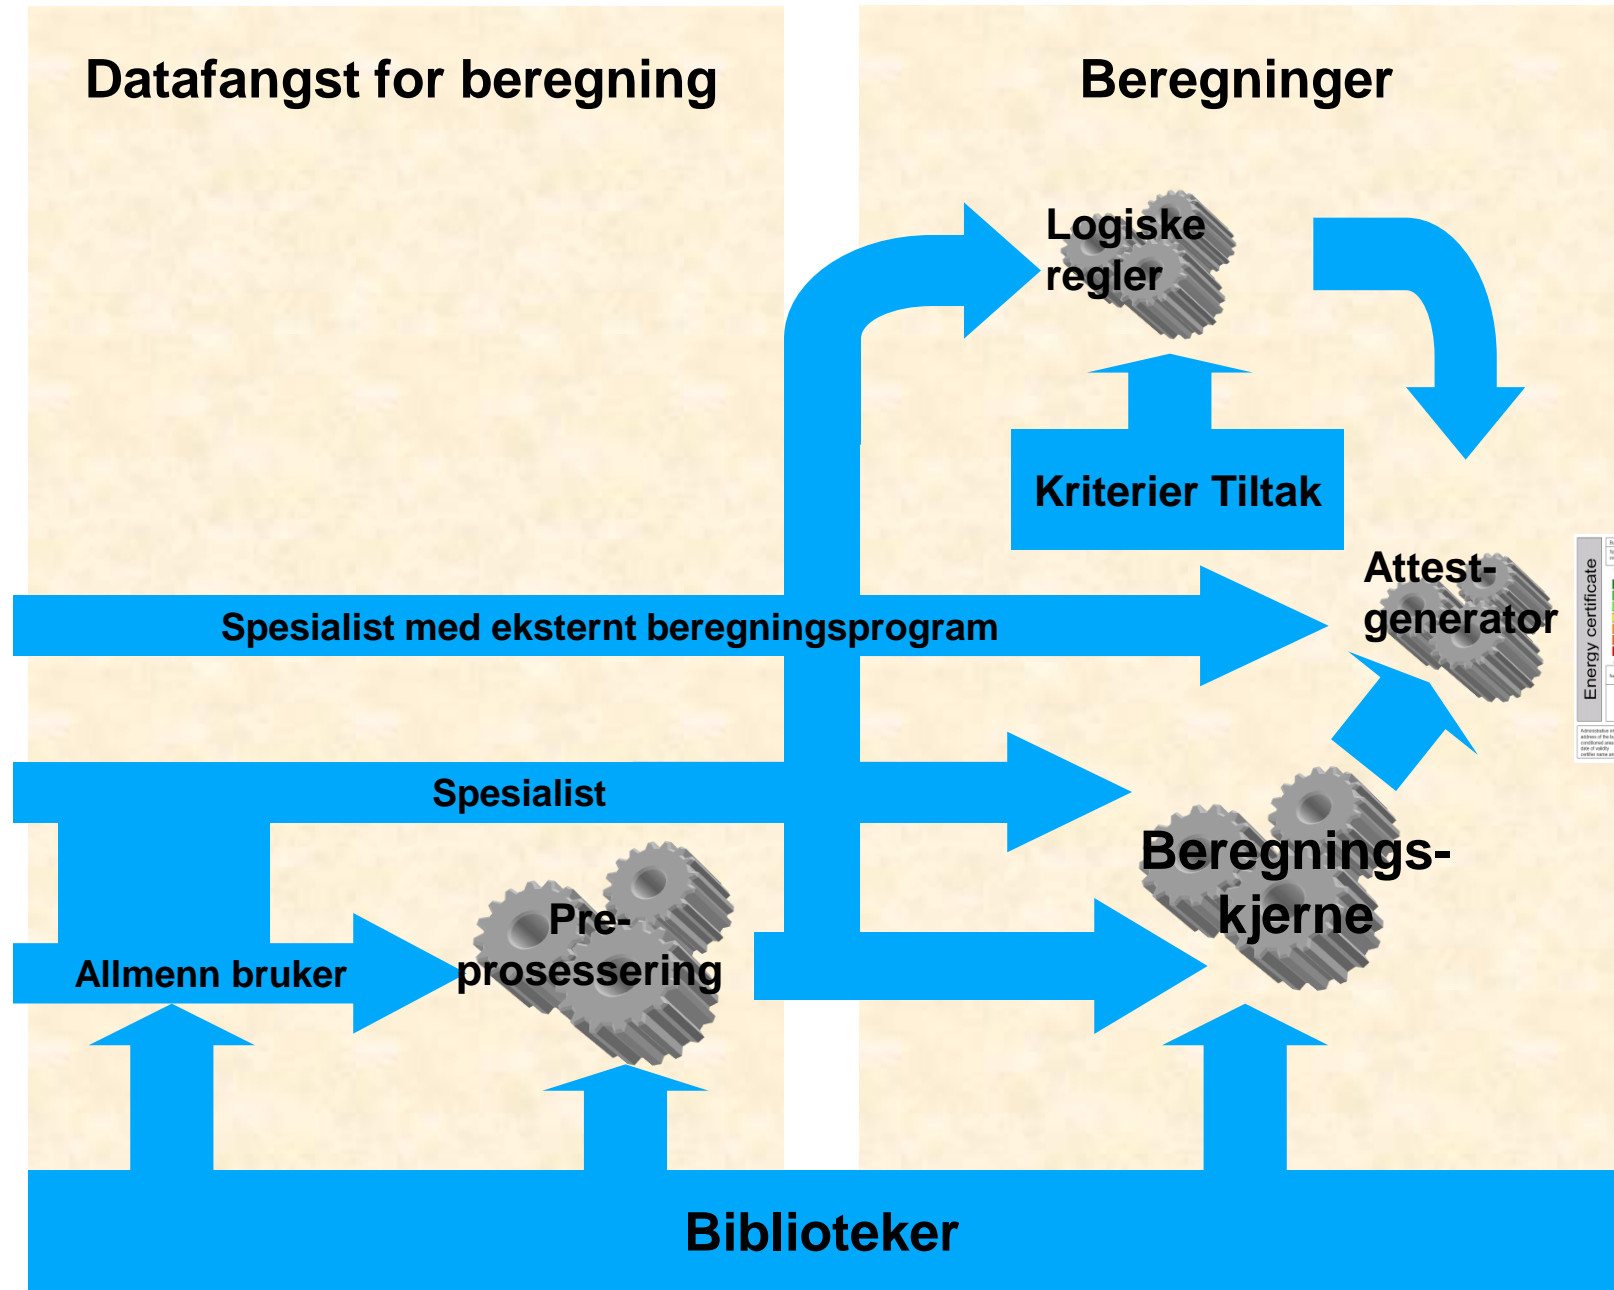 Datafangst for beregning
Beregninger
Logiske
regler
Kriterier Tiltak
Attest-
generator
Energy certificate
Spesialist med eksternt beregningsprogram
Spesialist
Beregnings-
kjerne
Pre-
prosessering
Allmenn bruker
Biblioteker